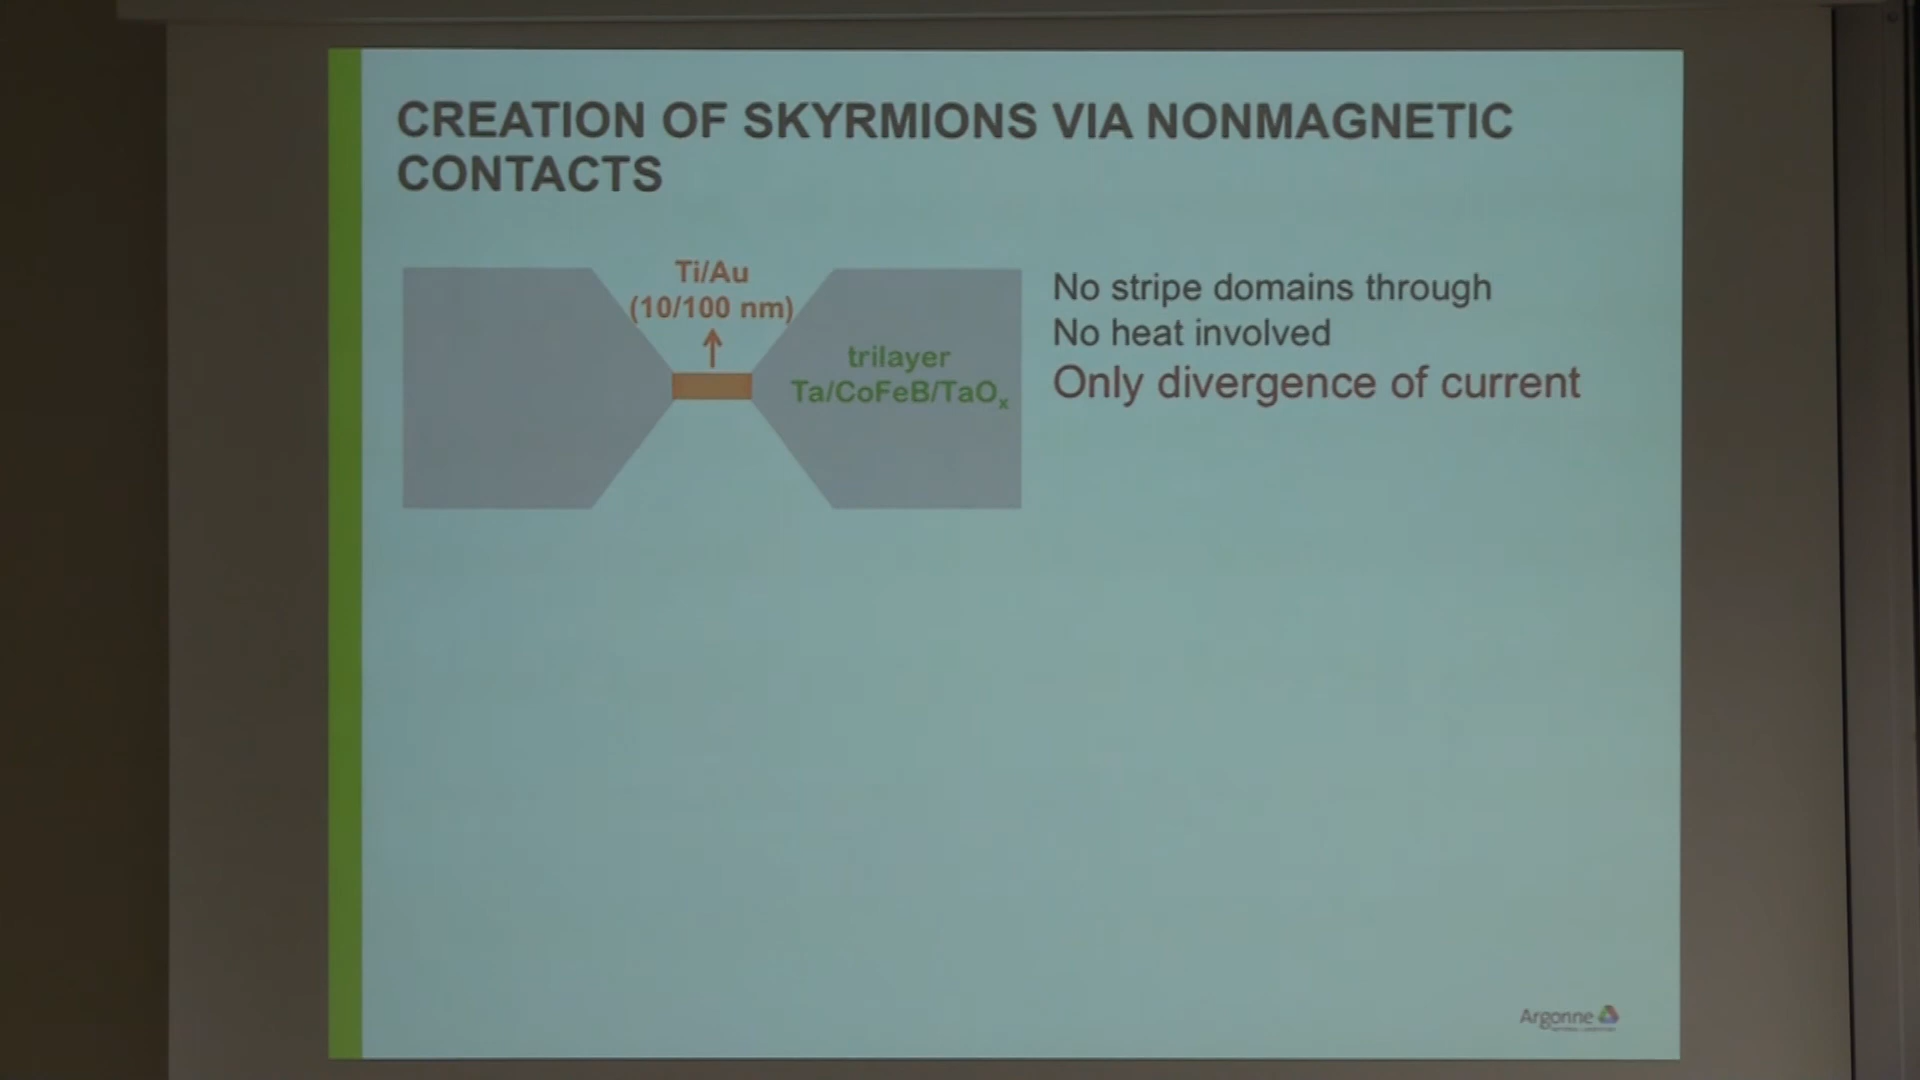 CREATION OF SKYRMIONS VIA NONMAGNETIC
CONTACTS
Ti/Au
(10/100 nm)
trilayer
Ta/CoFeB/TaOx
No stripe domains through
No heat involved
Only divergence of current
Argonne